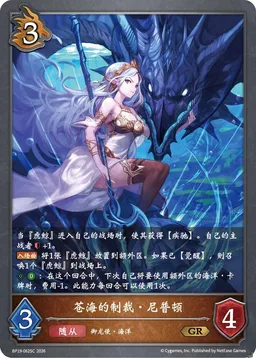 3
当『虎鲸』进入自己的战场时，使其获得【疾驰】。自己的主
战者+1。
入场曲 将1张『虎鲸』放置到额外区。如果已【觉醒】，则召
唤1个『虎鲸』到战场上。
在这个回合中，下次自己将要使用额外区的海洋·卡
牌时，费用-1。此能力每回合可以使用1次。
3
苍海的制裁·尼普顿
4
随从
御龙使·海洋
GR
© Cygames, Inc. Published by NetEase Games